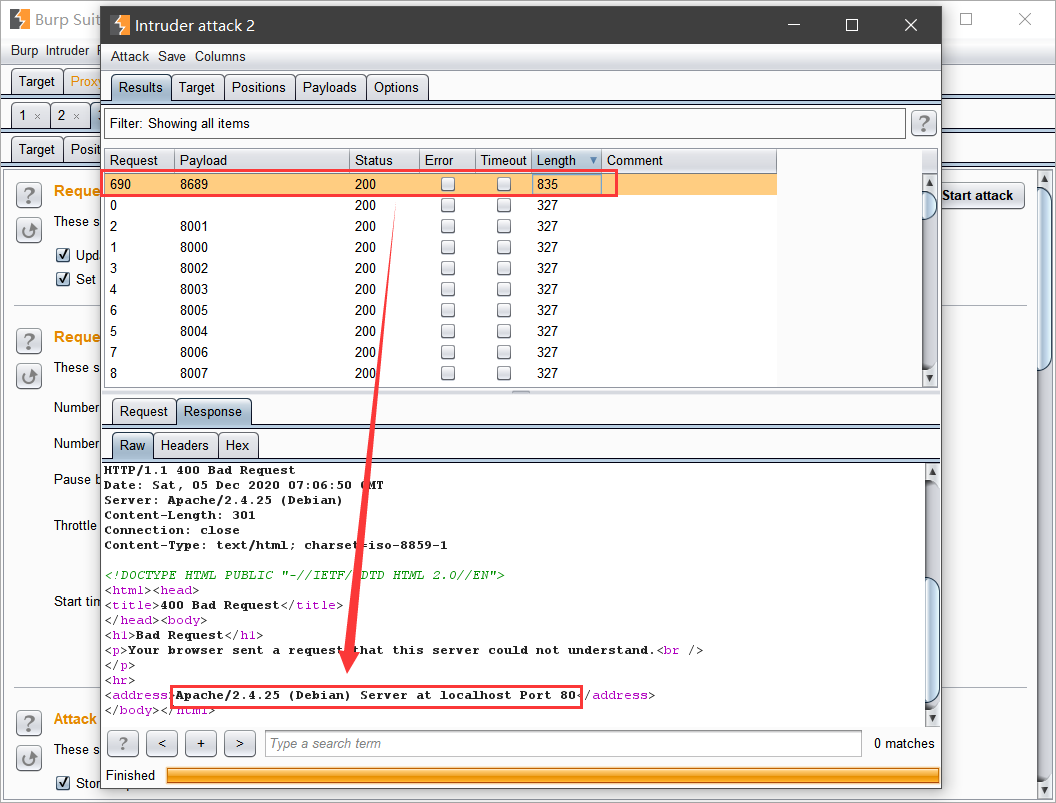 Burp Suit
Intruder attack 2
Burp Intruder
Attack Save Columns
Target Proxy
Results Target Positions Payloads Options
1 × 2 ×
Filter: Showing all items ?
Target Posit
Request Payload Status Error Timeout Length Comment
? Reque
690 8689 200 835
Start attack
0 200 327
These s
2 8001 200 327
1 8000 200 327
Upda
3 8002 200 327
Set
4 8003 200 327
6 8005 200 327
5 8004 200 327
? Reque
7 8006 200 327
These s
8 8007 200 327
Number
Request Response
Number
Raw Headers Hex
HTTP/1.1 400 Bad Request
Pause b
Date: Sat, 05 Dec 2020 07:06:50 GMT
Server: Apache/2.4.25 (Debian)
Content-Length: 301
Throttle
Connection: close
Content-Type: text/html; charset=iso-8859-1
<!DOCTYPE HTML PUBLIC "-//IETF//DTD HTML 2.0//EN">
<html><head>
Start tim
<title>400 Bad Request</title>
</head><body>
<h1>Bad Request</h1>
<p>Your browser sent a request that this server could not understand.<br />
</p>
<hr>
<address>Apache/2.4.25 (Debian) Server at localhost Port 80</address>
</body></html>
? Attack
? < + > Type a search term 0 matches
These s
Finished
Stor